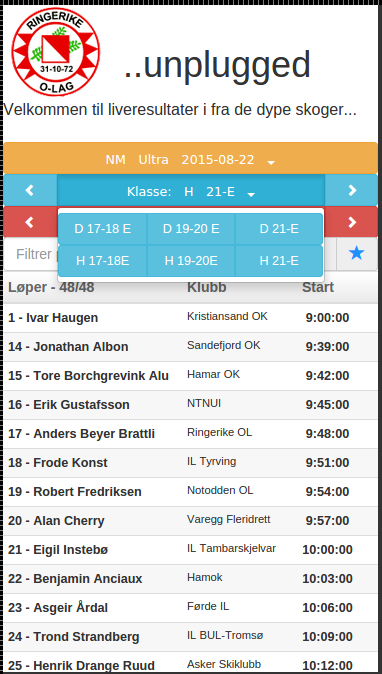 RINGERIKE
31-10-72
O-LAG
..unplugged
Velkommen til liveresultater i fra de dype skoger...
NM Ultra 2015-08-22
Klasse: H 21-E
D 17-18 E D 19-20 E D 21-E
H 17-18E H 19-20E H 21-E
Filtrer
Løper - 48/48 Klubb Start
1 - Ivar Haugen Kristiansand OK 9:00:00
14 - Jonathan Albon Sandefjord OK 9:39:00
15 - Tore Borchgrevink Alu Hamar OK 9:42:00
16 - Erik Gustafsson NTNUI 9:45:00
17 - Anders Beyer Brattli Ringerike OL 9:48:00
18 - Frode Konst IL Tyrving 9:51:00
19 - Robert Fredriksen Notodden OL 9:54:00
20 - Alan Cherry Varegg Fleridrett 9:57:00
21 - Eigil Instebø IL Tambarskjelvar 10:00:00
22 - Benjamin Anciaux Hamok 10:03:00
23 - Asgeir Årdal Førde IL 10:06:00
24 - Trond Strandberg IL BUL-Tromsø 10:09:00
25 - Henrik Drange Ruud Asker Skiklubb 10:12:00